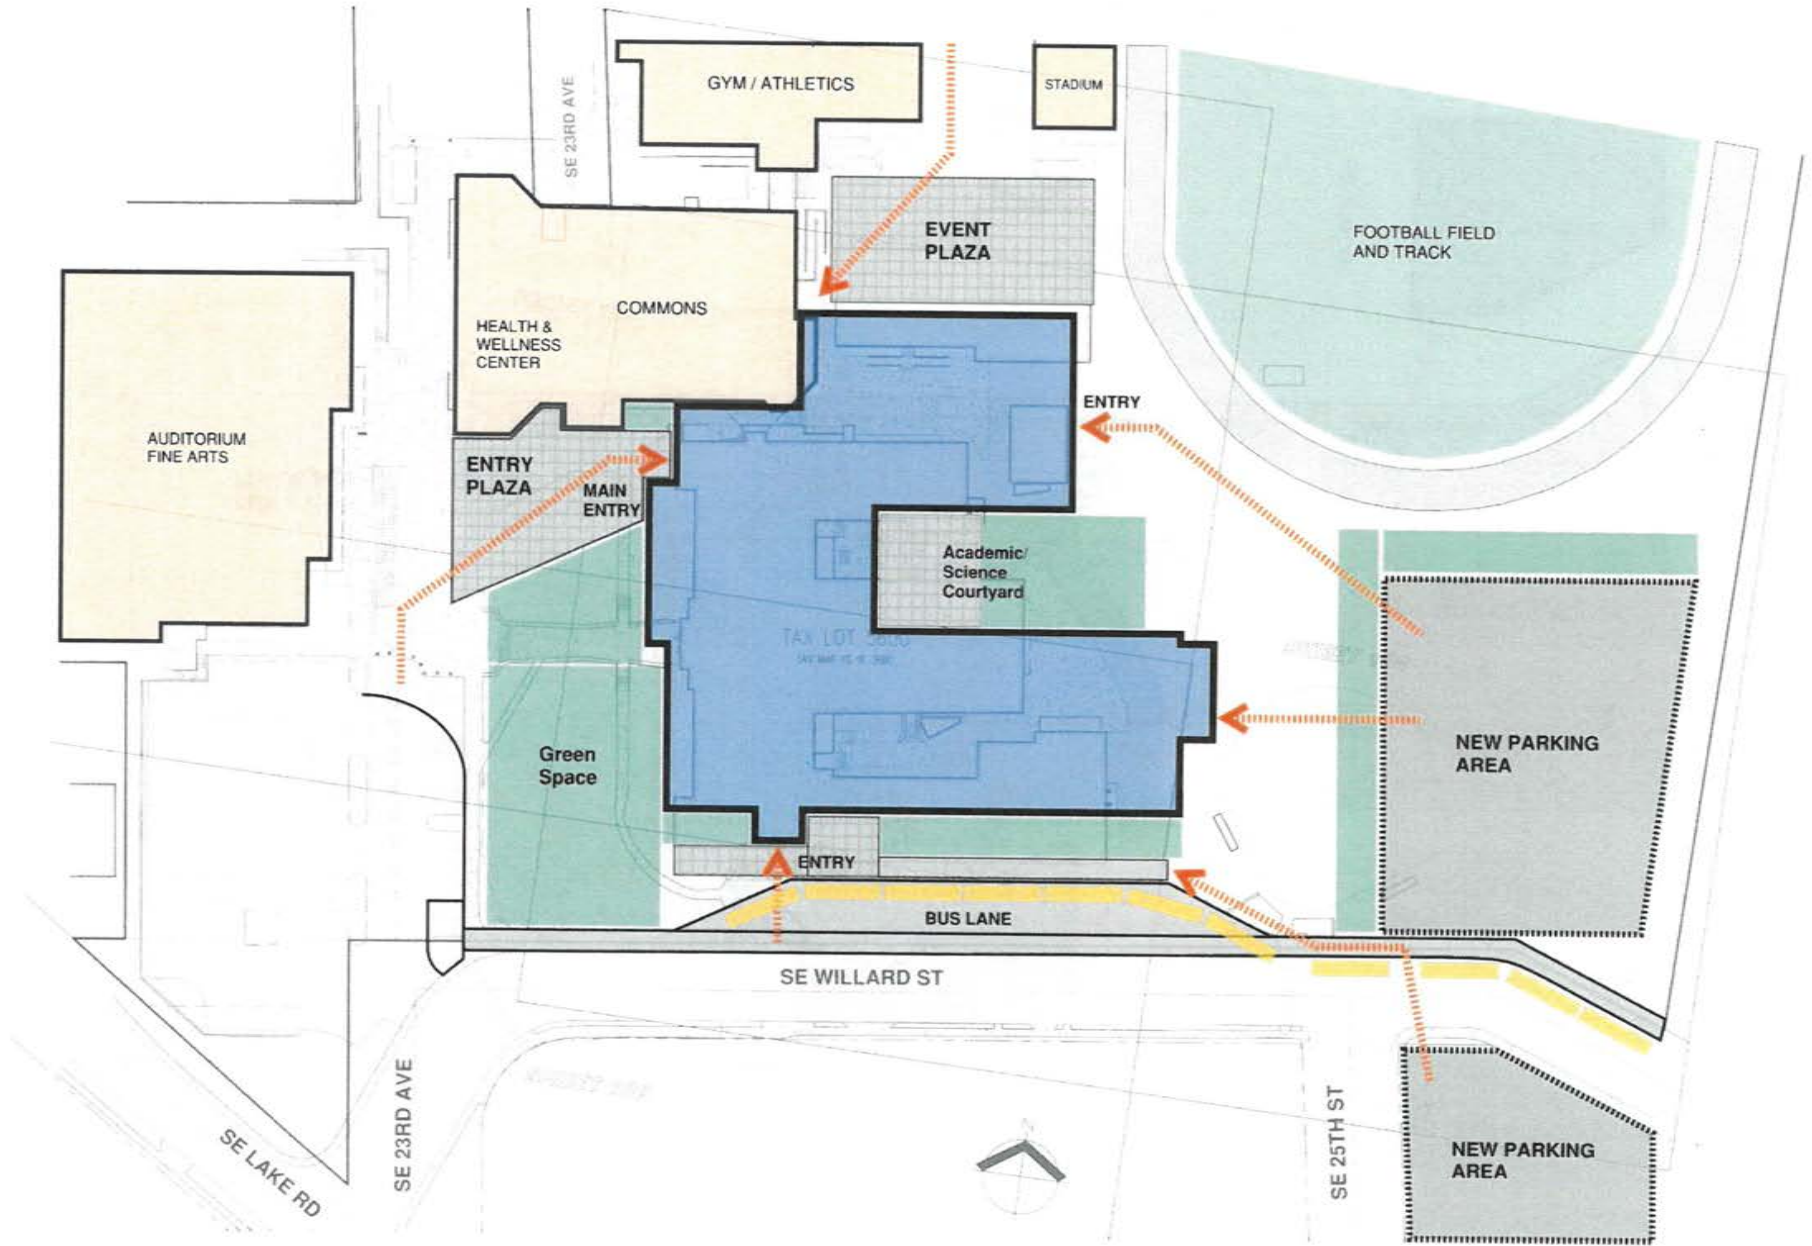 GYM / ATHLETICS
STADIUM
SE 23RD AVE
EVENT
PLAZA
FOOTBALL FIELD
AND TRACK
COMMONS
HEALTH &
WELLNESS
CENTER
ENTRY
AUDITORIUM
FINE ARTS
ENTRY
PLAZA
MAIN
ENTRY
Academic/
Science
Courtyard
TAX LOT 3600
Green
Space
NEW PARKING
AREA
ENTRY
BUS LANE
SE WILLARD ST
SE 23RD AVE
SE LAKE RD
N
SE 25TH ST
NEW PARKING
AREA